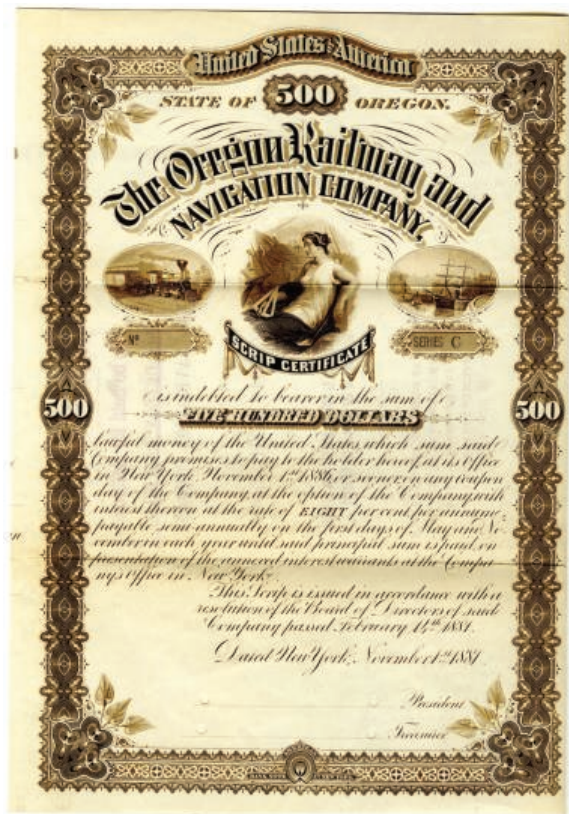 United States of America
STATE OF 500 OREGON.
The Oregon Railway and
NAVIGATION COMPANY,
Nº
SERIES C
SCRIP CERTIFICATE
is indebted to bearer in the sum of
500
500
FIVE HUNDRED DOLLARS
lawful money of the United States which sum said
Company promises to pay to the holder hereof, at its Office
in New York, November 1st 1886, or sooner, on any coupon
day of the Company, at the option of the Company, with
interest thereon at the rate of EIGHT per cent. per annum,
payable semi-annually on the first days of May and No-
vember in each year until said principal sum is paid, on
presentation of the annexed interest warrants at the Compa-
ny's office in New York.
This Scrip is issued in accordance with a
resolution of the Board of Directors of said
Company passed February 14th 1881.
Dated New York, November 1st 1881.
President
Treasurer